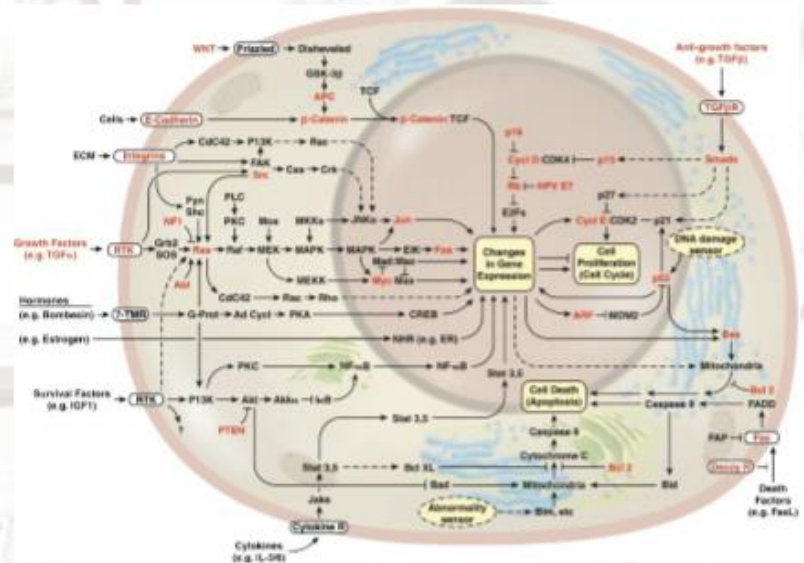 WNT Frizzled Disheveled
GSK-3β
APC
TCF
Cells E-Cadherin β-Catenin β-Catenin:TCF
Anti-growth factors
(e.g. TGFβ)
TGFβR
Smads
ECM Integrins CdC42 P13K Rac
FAK
Src Cas Crk
Fyn
Shc
NF1
PLC
PKC
Mos
MKKs JNKs Jun
Growth Factors
(e.g. TGFα)
RTK Grb2
SOS Ras Raf MEK MAPK MAPK ElK Fos
Abl
MEKK
Mad:Max
Myc:Max
CdC42 Rac Rho
p16
Cycl D:CDK4 p15
Rb HPV E7
E2Fs
p27
Cycl E:CDK2 p21
DNA damage
sensor
Changes
in Gene
Expression
Cell
Proliferation
(Cell Cycle)
p53
ARF MDM2
Bax
Hormones
(e.g. Bombesin) 7-TMR G-Prot Ad Cycl PKA CREB
(e.g. Estrogen) NHR (e.g. ER)
PKC NF-κB NF-κB
Survival Factors
(e.g. IGF1)
RTK P13K Akt Akkα IκB
?
PTEN
Stat 3,5
Stat 3,5
Stat 3,5 Bcl XL
Jaks
Cytokine R
Cytokines
Bad
Mitochondria
Cell Death
(Apoptosis)
Caspase 9
Cytochrome C
Bcl 2
Mitochondria
Bcl 2
Caspase 8 FADD
FAP Fas
Decoy R
Death
Factors
(e.g. FasL)
Bid
Abnormality
sensor
Bim, etc